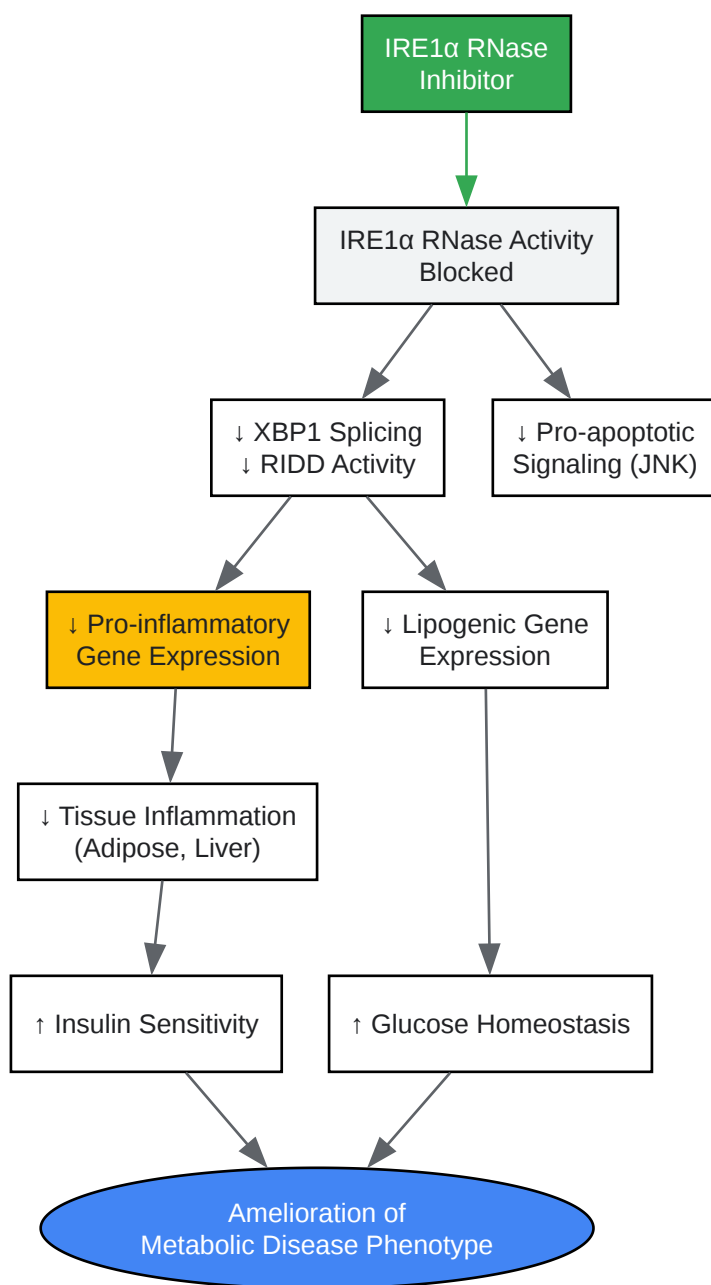 IRE1α RNase
Inhibitor
IRE1α RNase Activity
Blocked
↓ XBP1 Splicing
↓ RIDD Activity
↓ Pro-apoptotic
Signaling (JNK)
↓ Pro-inflammatory
Gene Expression
↓ Lipogenic Gene
Expression
↓ Tissue Inflammation
(Adipose, Liver)
↑ Insulin Sensitivity
↑ Glucose Homeostasis
Amelioration of
Metabolic Disease Phenotype